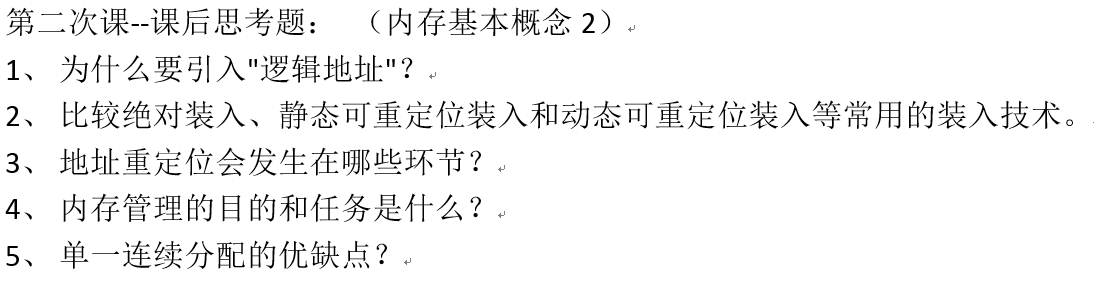 第二次课--课后思考题： （内存基本概念 2）
1、 为什么要引入"逻辑地址"？
2、 比较绝对装入、静态可重定位装入和动态可重定位装入等常用的装入技术。
3、 地址重定位会发生在哪些环节？
4、 内存管理的目的和任务是什么？
5、 单一连续分配的优缺点？